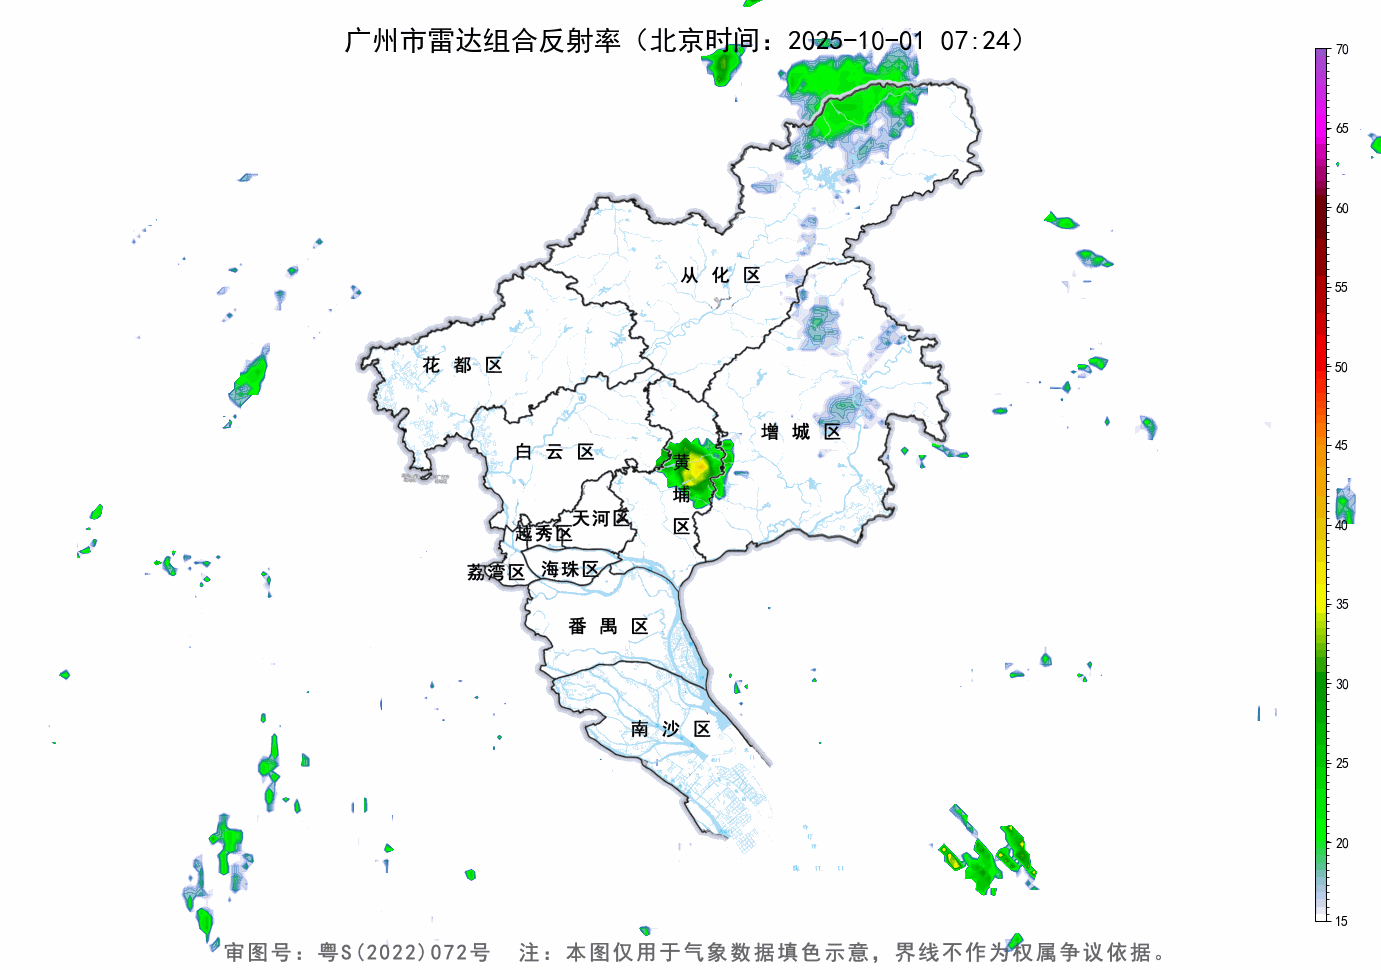 广州市雷达组合反射率（北京时间：2025-10-01 07:24）
70
65
60
55
50
45
40
35
30
25
20
15
从化区
花都区
增城区
白云区
黄埔区
天河区
越秀区
荔湾区
海珠区
番禺区
南沙区
审图号：粤S(2022)072号 注：本图仅用于气象数据填色示意，界线不作为权属争议依据。